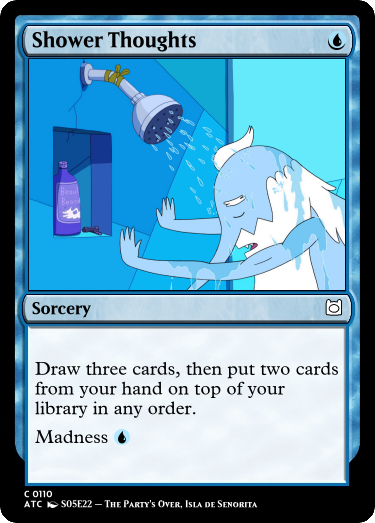 Shower Thoughts
Sorcery
Draw three cards, then put two cards
from your hand on top of your
library in any order.
Madness
C 0110
ATC S05E22 — The Party's Over, Isla de Senorita